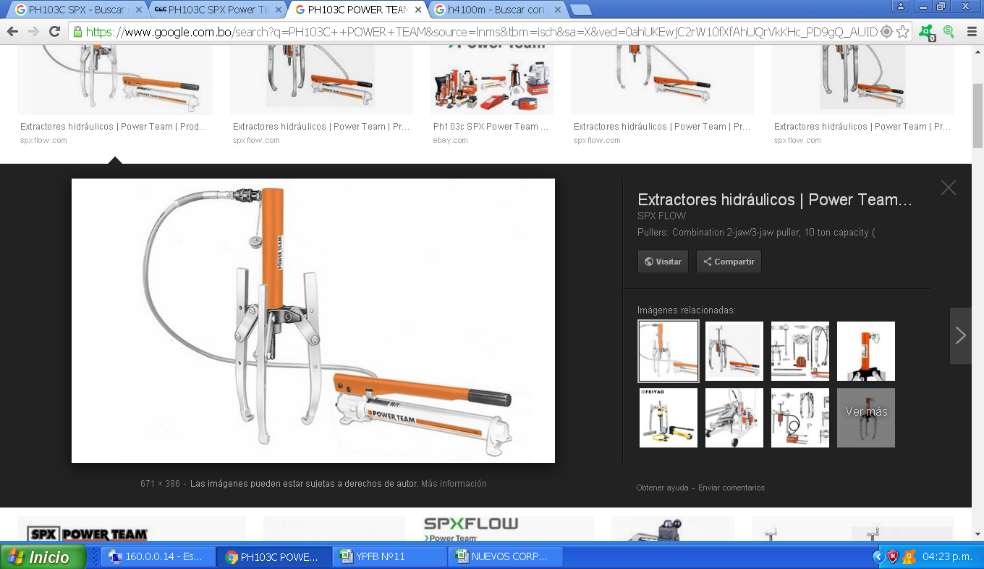 PH103C SPX - Buscar
SPX Power Te
PH103C POWER TEAM
h4100m - Buscar con
https://www.google.com.bo/search?q=PH103C++POWER+TEAM&source=lnms&tbm=isch&sa=X&ved=
Extractores hidráulicos | Power Team | Prod...
spxflow.com
Extractores hidráulicos | Power Team | Pr...
spxflow.com
Ph103c SPX Power Team ...
ebay.com
Extractores hidráulicos | Power Team | Pr...
spxflow.com
Extractores hidráulicos | Power Team | Pr...
spxflow.com
POWER TEAM
POWER TEAM
671 × 386 - Las imágenes pueden estar sujetas a derechos de autor. Más información
Extractores hidráulicos | Power Team...
SPX FLOW
Pullers: Combination 2-jaw/3-jaw puller, 10 ton capacity (
Visitar
Compartir
Imágenes relacionadas:
FEIYAO
Ver más
Obtener ayuda - Enviar comentarios
SPX POWER TEAM
SPXFLOW
Power Team
Inicio
160.0.0.14 - Es...
PH103C POWE...
YPFB Nº11
NUEVOS CORP...
04:23 p.m.